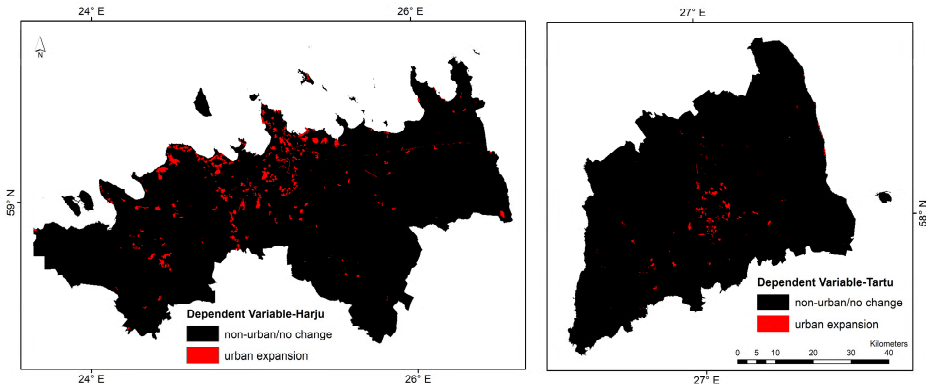 24° E
26° E
27° E
N
59° N
58° N
Dependent Variable-Harju
non-urban/no change
urban expansion
Dependent Variable-Tartu
non-urban/no change
urban expansion
Kilometers
0 5 10 20 30 40
24° E
26° E
27° E